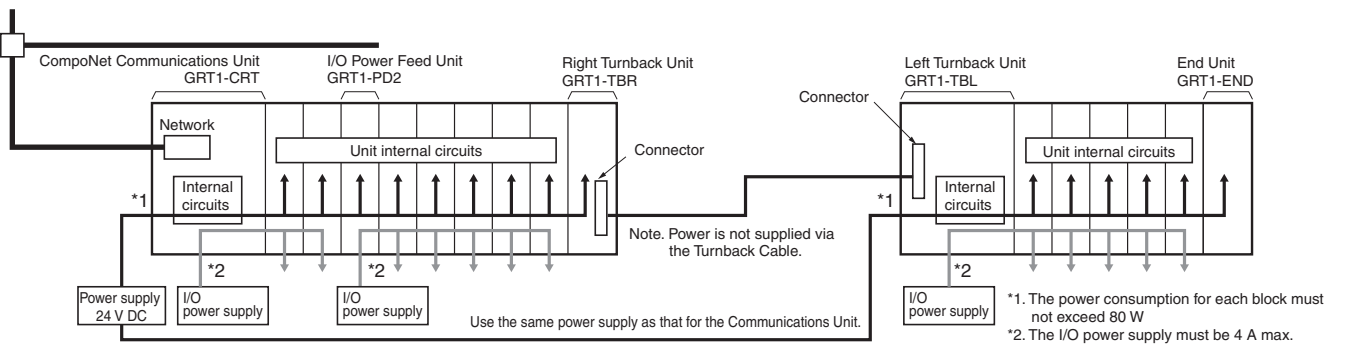 CompoNet Communications Unit
GRT1-CRT
I/O Power Feed Unit
GRT1-PD2
Right Turnback Unit
GRT1-TBR
Left Turnback Unit
GRT1-TBL
End Unit
GRT1-END
Connector
Network
Unit internal circuits
Connector
Unit internal circuits
*1
Internal
circuits
*1
Internal
circuits
Note. Power is not supplied via
the Turnback Cable.
*2
*2
*2
Power supply
24 V DC
I/O
power supply
I/O
power supply
Use the same power supply as that for the Communications Unit.
I/O
power supply
*1. The power consumption for each block must
not exceed 80 W
*2. The I/O power supply must be 4 A max.